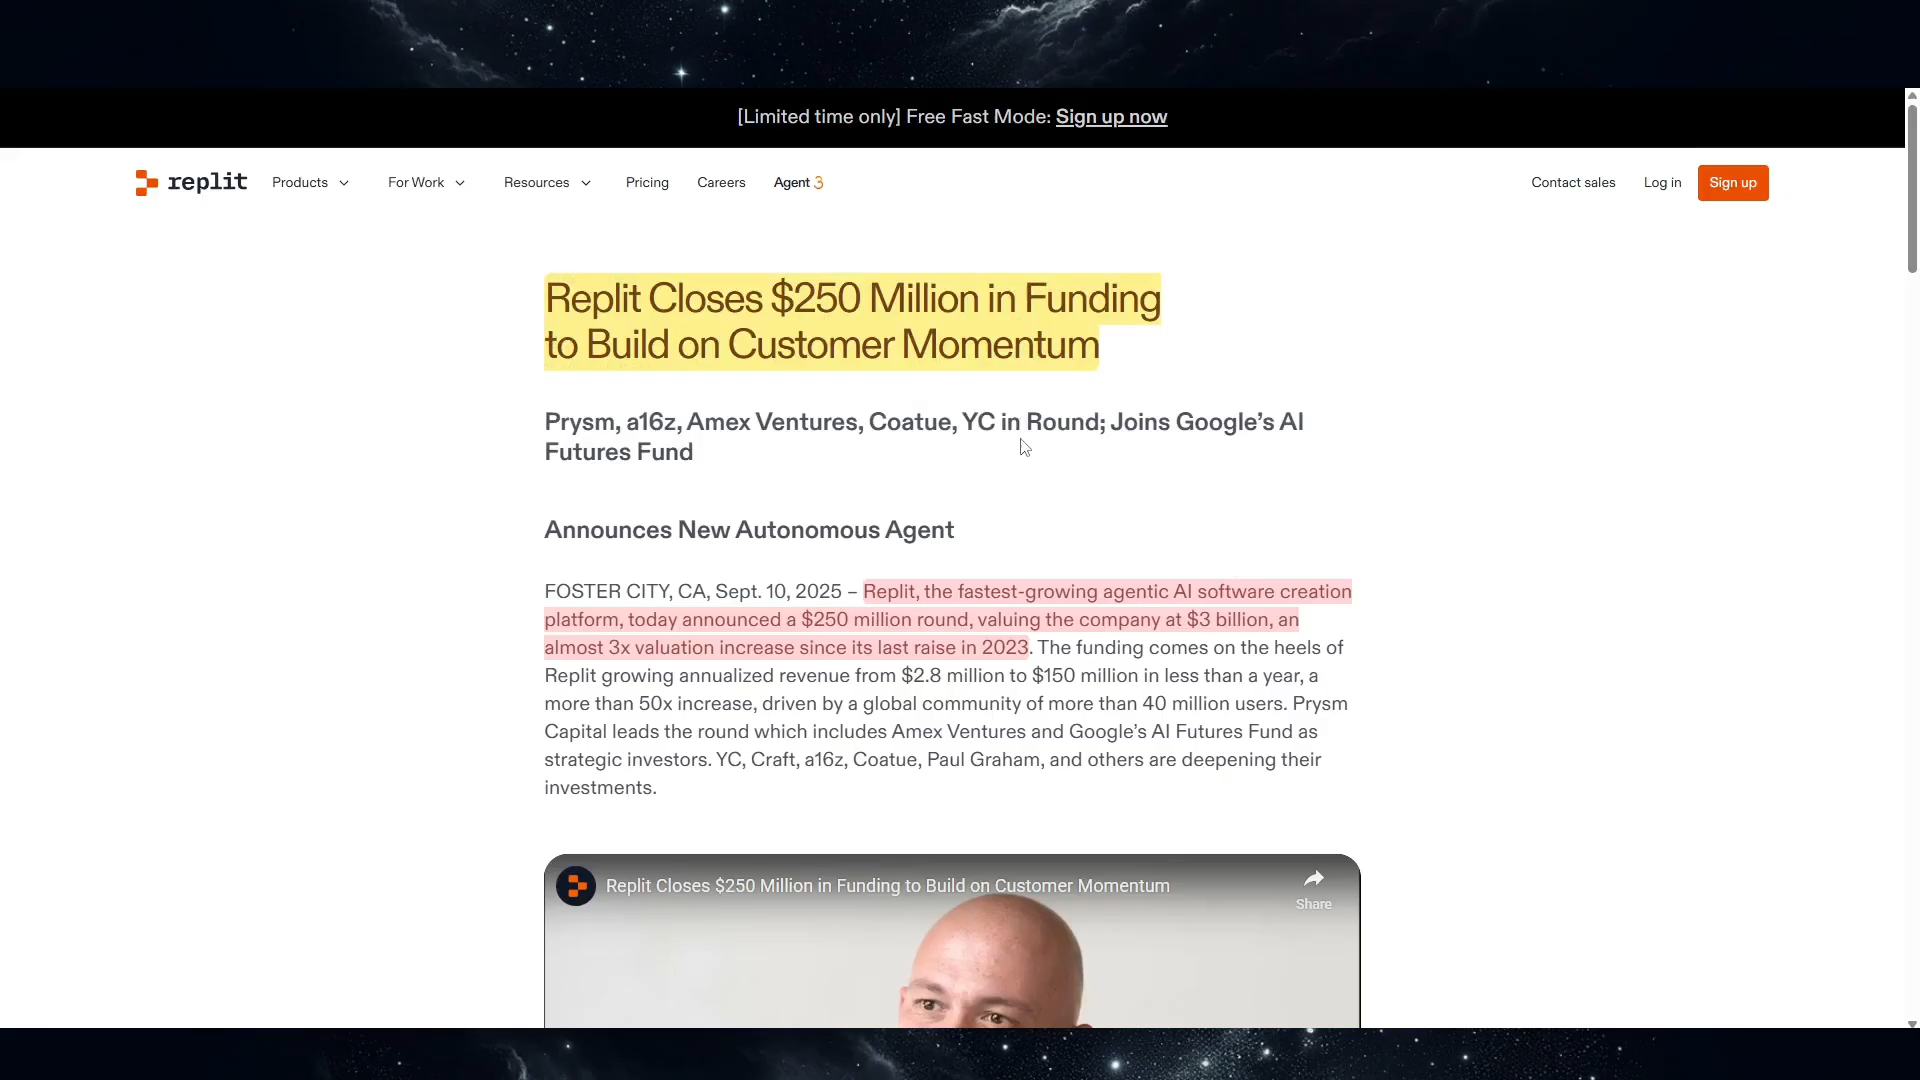 [Limited time only] Free Fast Mode: Sign up now
replit Products For Work Resources Pricing Careers Agent 3 Contact sales Log in Sign up
Replit Closes $250 Million in Funding
to Build on Customer Momentum
Prysm, a16z, Amex Ventures, Coatue, YC in Round; Joins Google’s AI
Futures Fund
Announces New Autonomous Agent
FOSTER CITY, CA, Sept. 10, 2025 – Replit, the fastest-growing agentic AI software creation
platform, today announced a $250 million round, valuing the company at $3 billion, an
almost 3x valuation increase since its last raise in 2023. The funding comes on the heels of
Replit growing annualized revenue from $2.8 million to $150 million in less than a year, a
more than 50x increase, driven by a global community of more than 40 million users. Prysm
Capital leads the round which includes Amex Ventures and Google’s AI Futures Fund as
strategic investors. YC, Craft, a16z, Coatue, Paul Graham, and others are deepening their
investments.
Replit Closes $250 Million in Funding to Build on Customer Momentum
Share